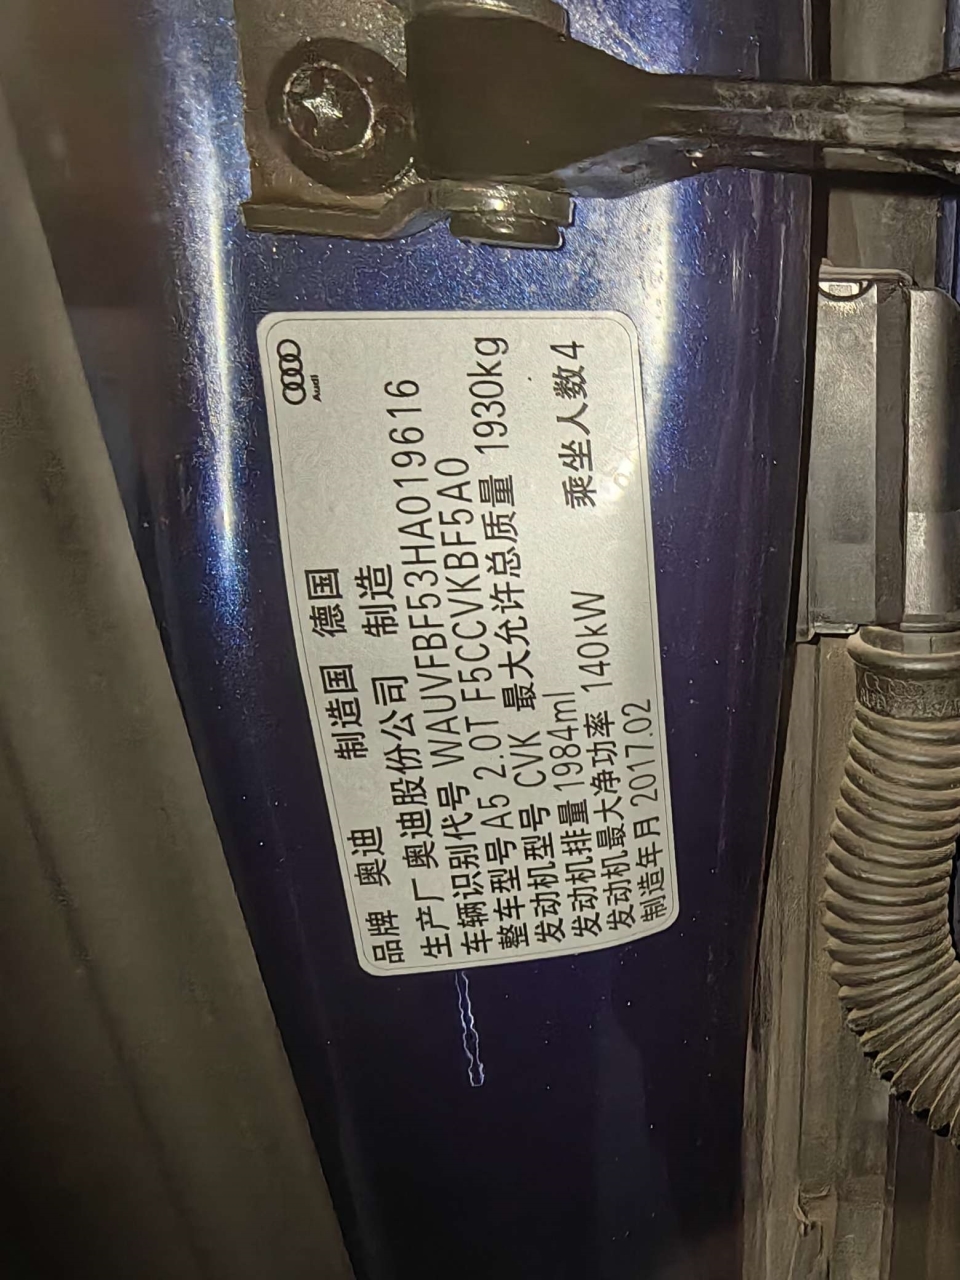 Audi
品牌 奥迪 制造国 德国
生产厂 奥迪股份公司 制造
车辆识别代号 WAUVFBF53HA019616
整车型号A5 2.0T F5CCVKBF5A0
发动机型号 CVK 最大允许总质量 1930kg
发动机排量 1984ml
发动机最大净功率 140kW 乘坐人数4
制造年月 2017.02